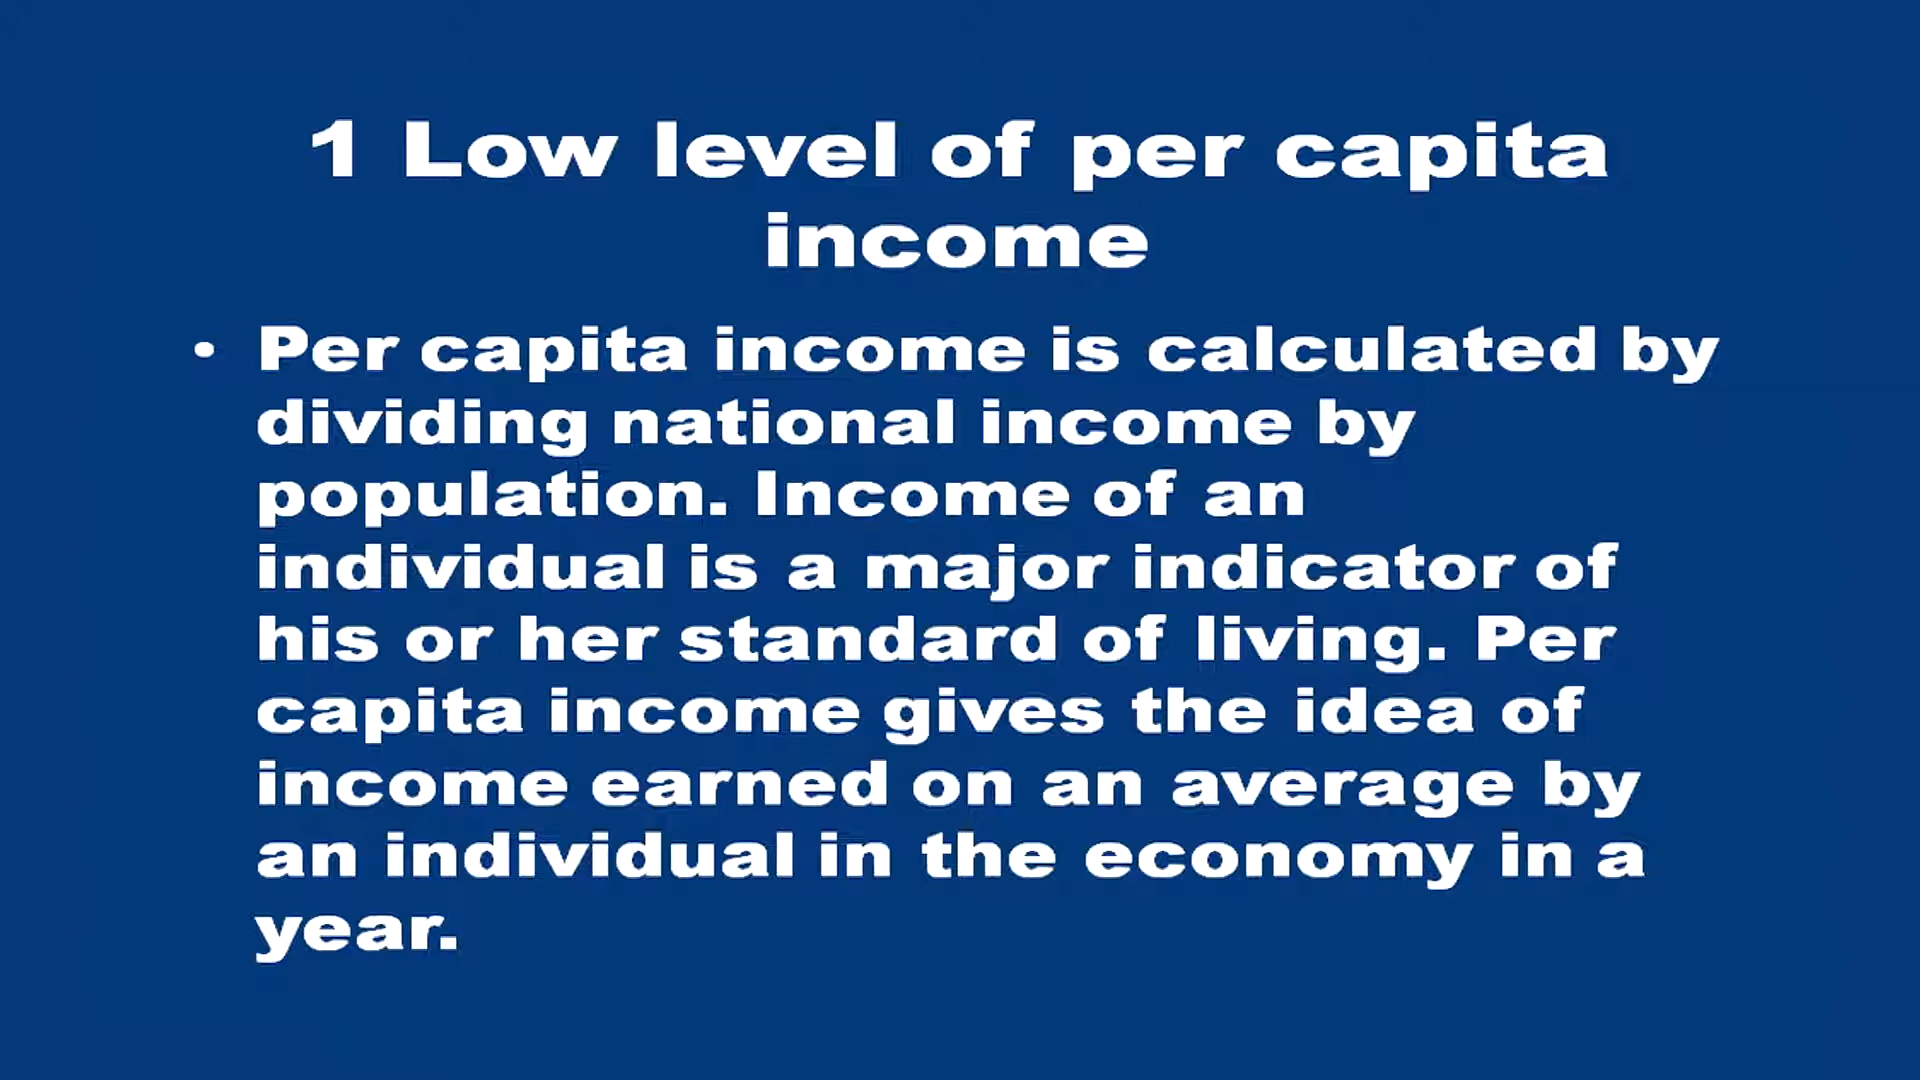 1 Low level of per capita
income
• Per capita income is calculated by
dividing national income by
population. Income of an
individual is a major indicator of
his or her standard of living. Per
capita income gives the idea of
income earned on an average by
an individual in the economy in a
year.